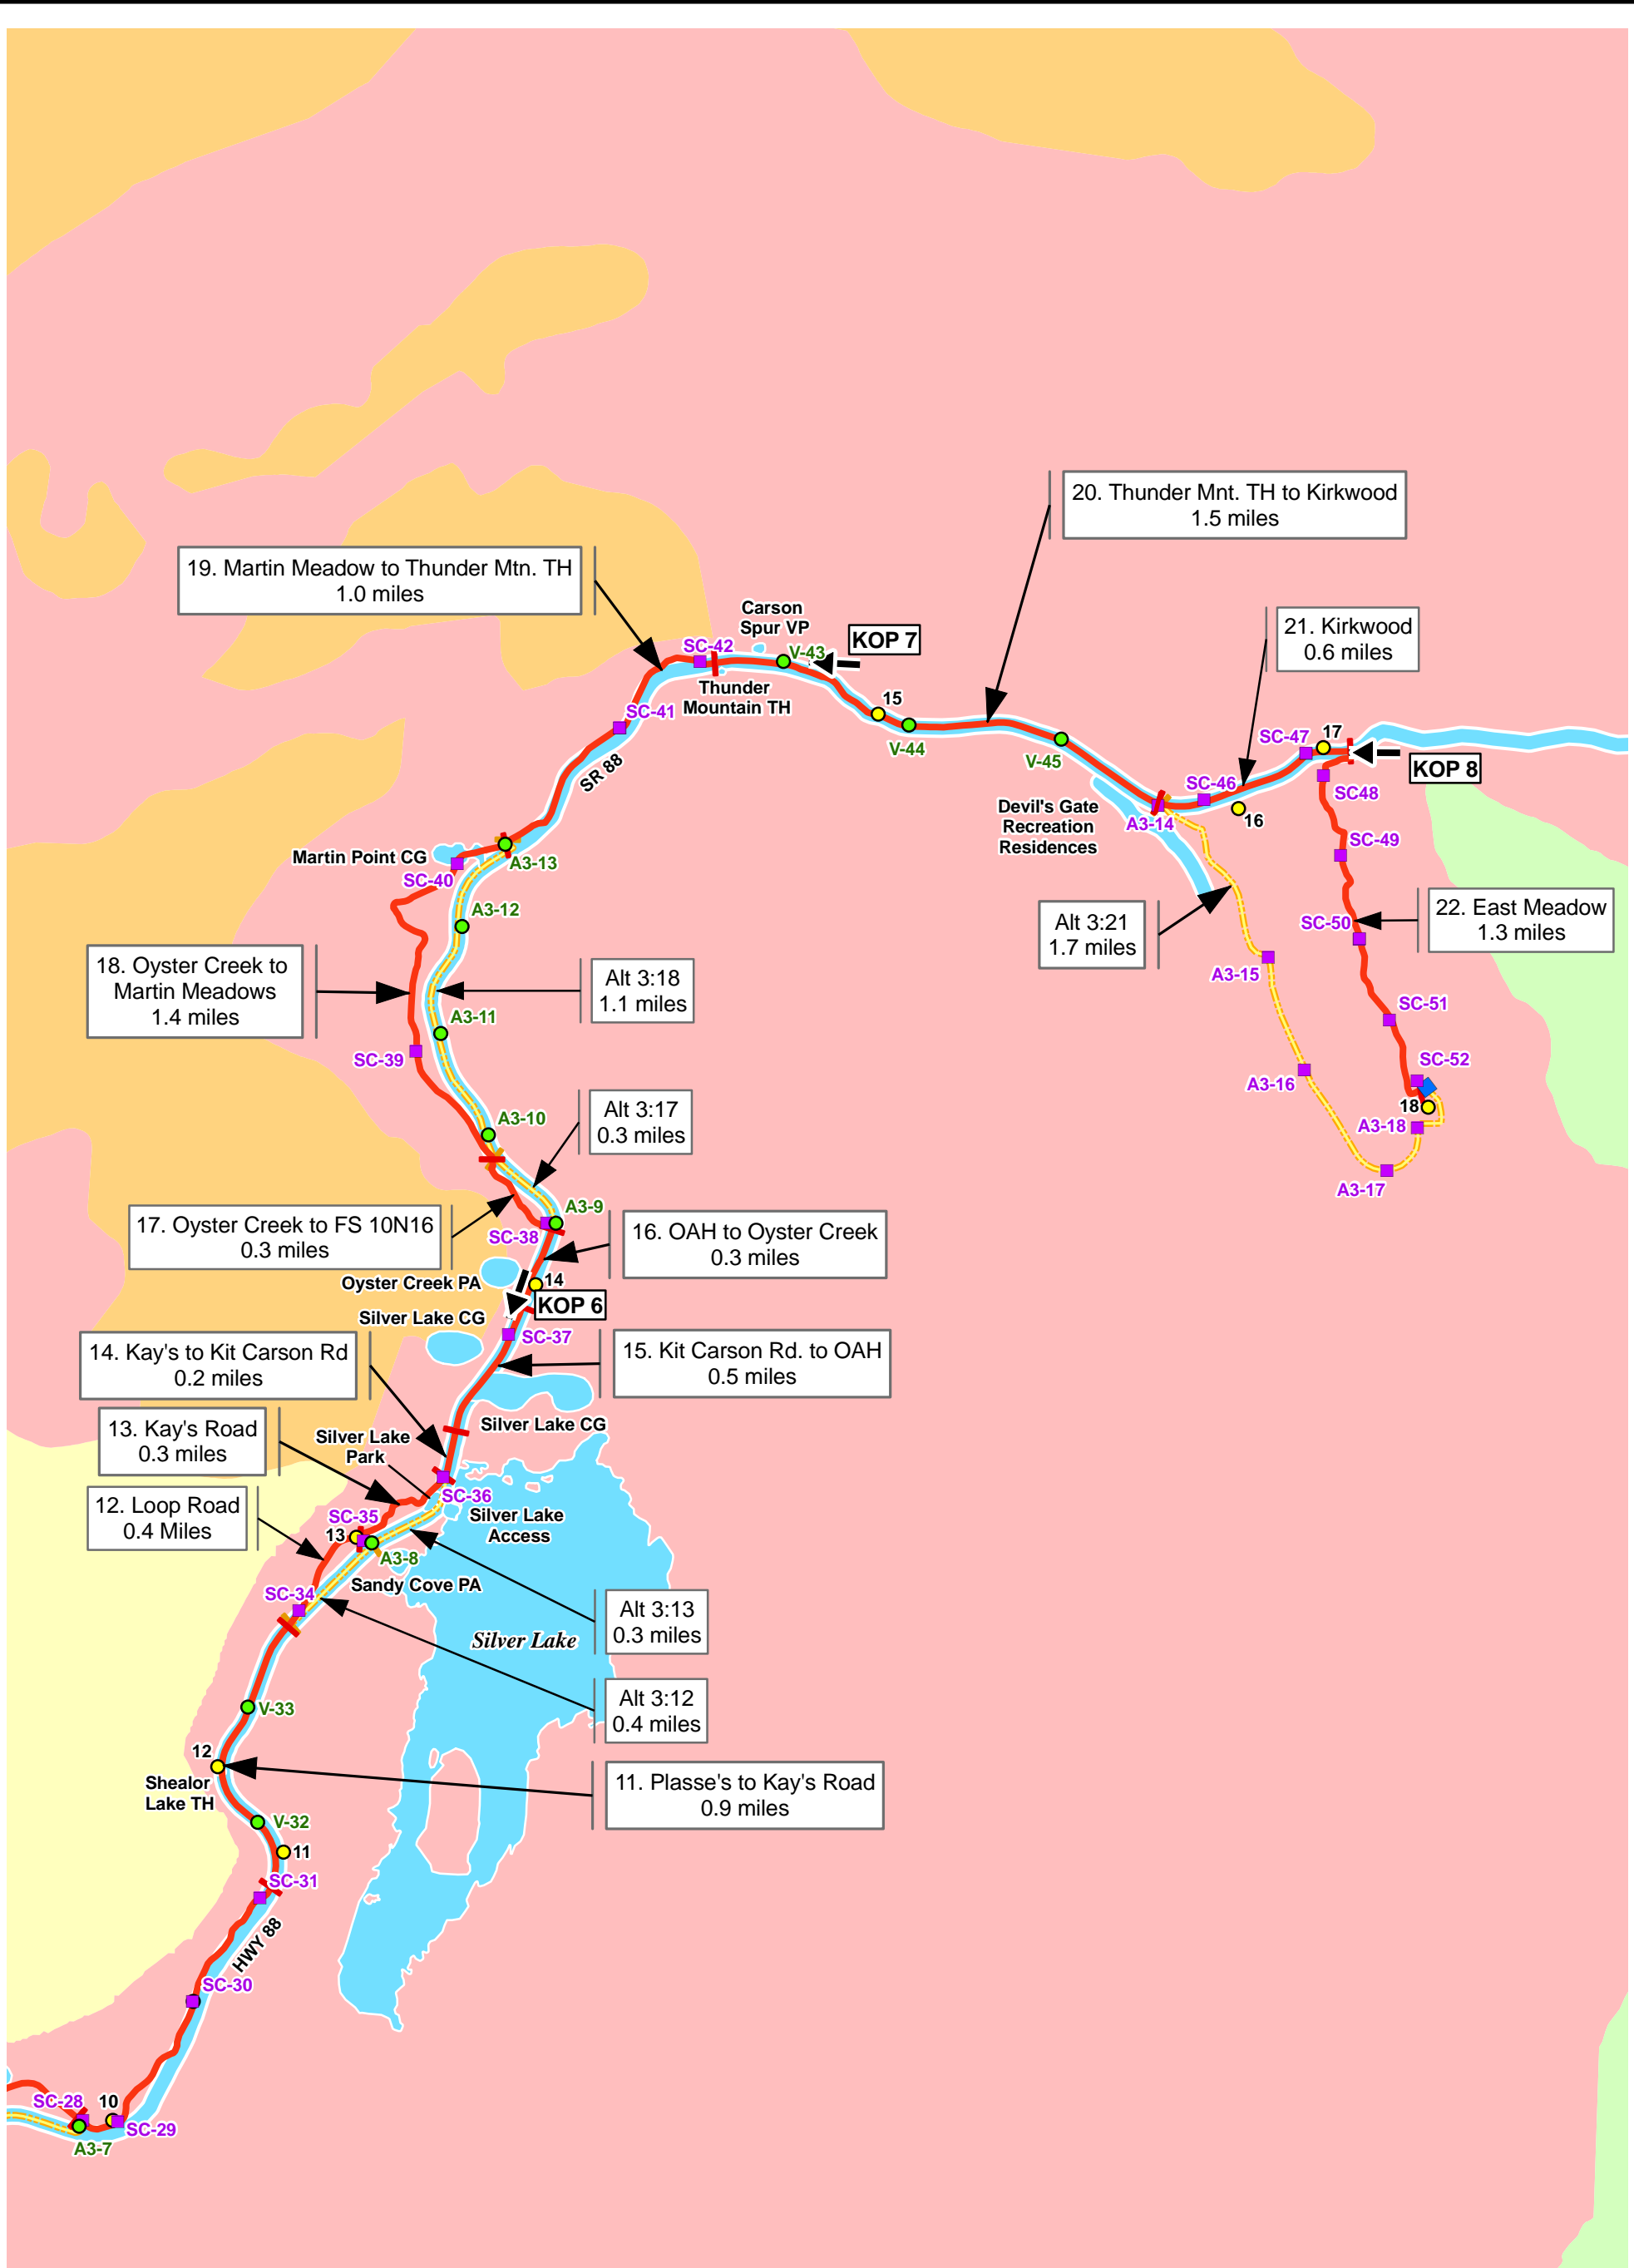 20. Thunder Mnt. TH to Kirkwood
1.5 miles
19. Martin Meadow to Thunder Mtn. TH
1.0 miles
Carson
Spur VP
KOP 7
21. Kirkwood
0.6 miles
SC-42
V-43
Thunder
Mountain TH
15
SC-41
V-44
V-45
SC-47
17
KOP 8
SR 88
SC-46
SC48
A3-14
16
Devil's Gate
Recreation
Residences
SC-49
Martin Point CG
A3-13
SC-40
A3-12
Alt 3:21
1.7 miles
SC-50
22. East Meadow
1.3 miles
18. Oyster Creek to
Martin Meadows
1.4 miles
Alt 3:18
1.1 miles
A3-15
A3-11
SC-51
SC-39
SC-52
A3-16
A3-10
Alt 3:17
0.3 miles
18
A3-18
A3-17
A3-9
17. Oyster Creek to FS 10N16
0.3 miles
SC-38
16. OAH to Oyster Creek
0.3 miles
Oyster Creek PA
14
KOP 6
Silver Lake CG
SC-37
14. Kay's to Kit Carson Rd
0.2 miles
15. Kit Carson Rd. to OAH
0.5 miles
Silver Lake CG
13. Kay's Road
0.3 miles
Silver Lake
Park
SC-36
12. Loop Road
0.4 Miles
SC-35
Silver Lake
Access
13
A3-8
Sandy Cove PA
SC-34
Alt 3:13
0.3 miles
Silver Lake
Alt 3:12
0.4 miles
V-33
12
Shealor
Lake TH
11. Plasse's to Kay's Road
0.9 miles
V-32
11
SC-31
HWY 88
SC-30
SC-28
10
SC-29
A3-7